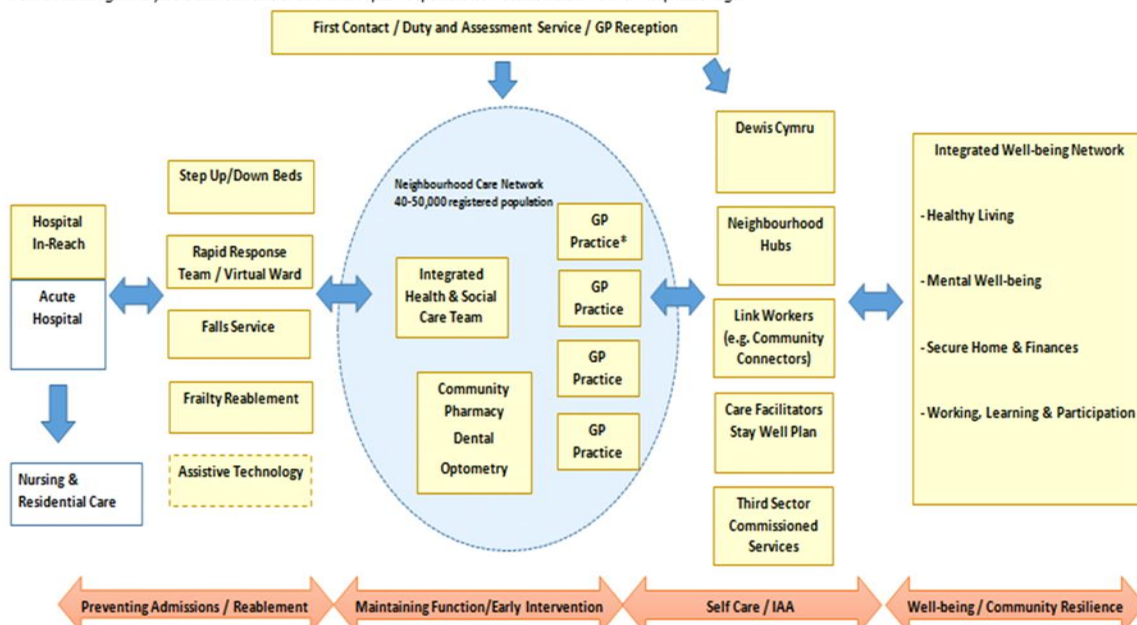 First Contact / Duty and Assessment Service / GP Reception
Hospital
In-Reach
Acute
Hospital
Nursing &
Residential Care
Step Up/Down Beds
Rapid Response
Team / Virtual Ward
Falls Service
Frailty Reablement
Assistive Technology
Neighbourhood Care Network
40-50,000 registered population
Integrated
Health & Social
Care Team
Community
Pharmacy
Dental
Optometry
GP
Practice*
GP
Practice
GP
Practice
GP
Practice
Dewis Cymru
Neighbourhood
Hubs
Link Workers
(e.g. Community
Connectors)
Care Facilitators
Stay Well Plan
Third Sector
Commissioned
Services
Integrated Well-being Network
- Healthy Living
- Mental Well-being
- Secure Home & Finances
- Working, Learning & Participation
Preventing Admissions / Reablement
Maintaining Function/Early Intervention
Self Care / IAA
Well-being / Community Resilience